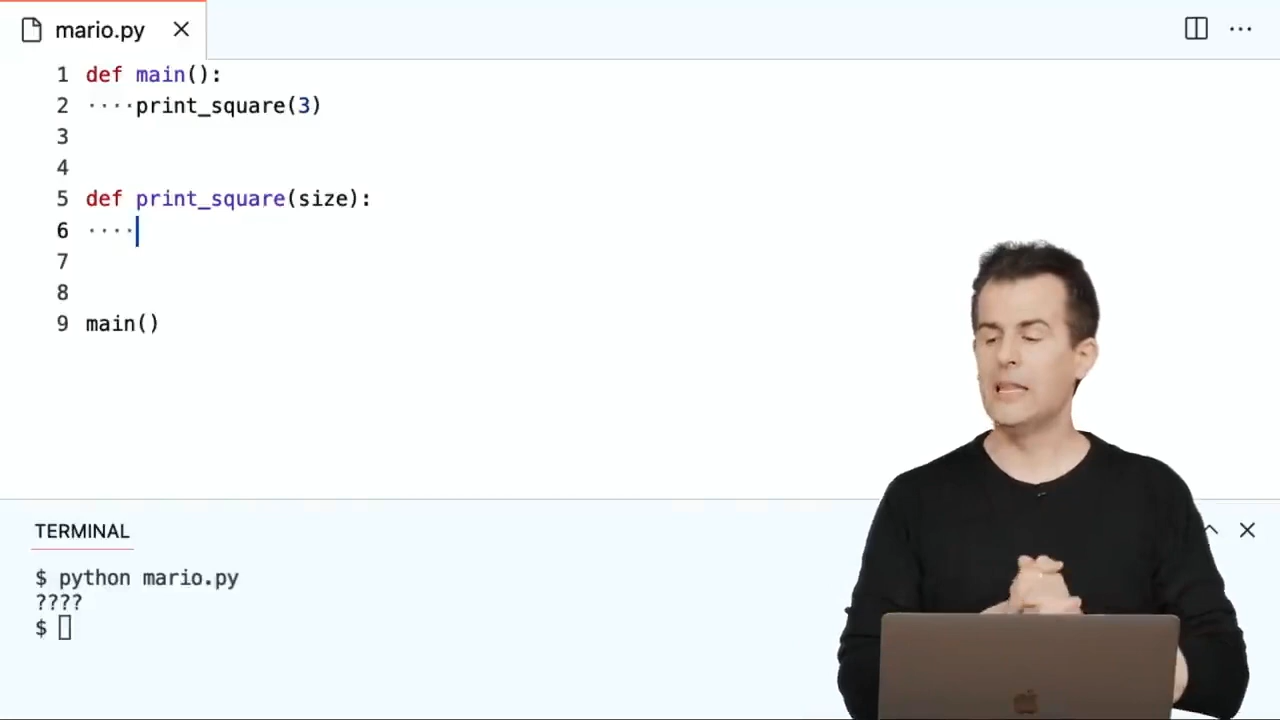 mario.py
1 def main():
2 ····print_square(3)
3
4
5 def print_square(size):
6 ····
7
8
9 main()
TERMINAL
$ python mario.py
????
$